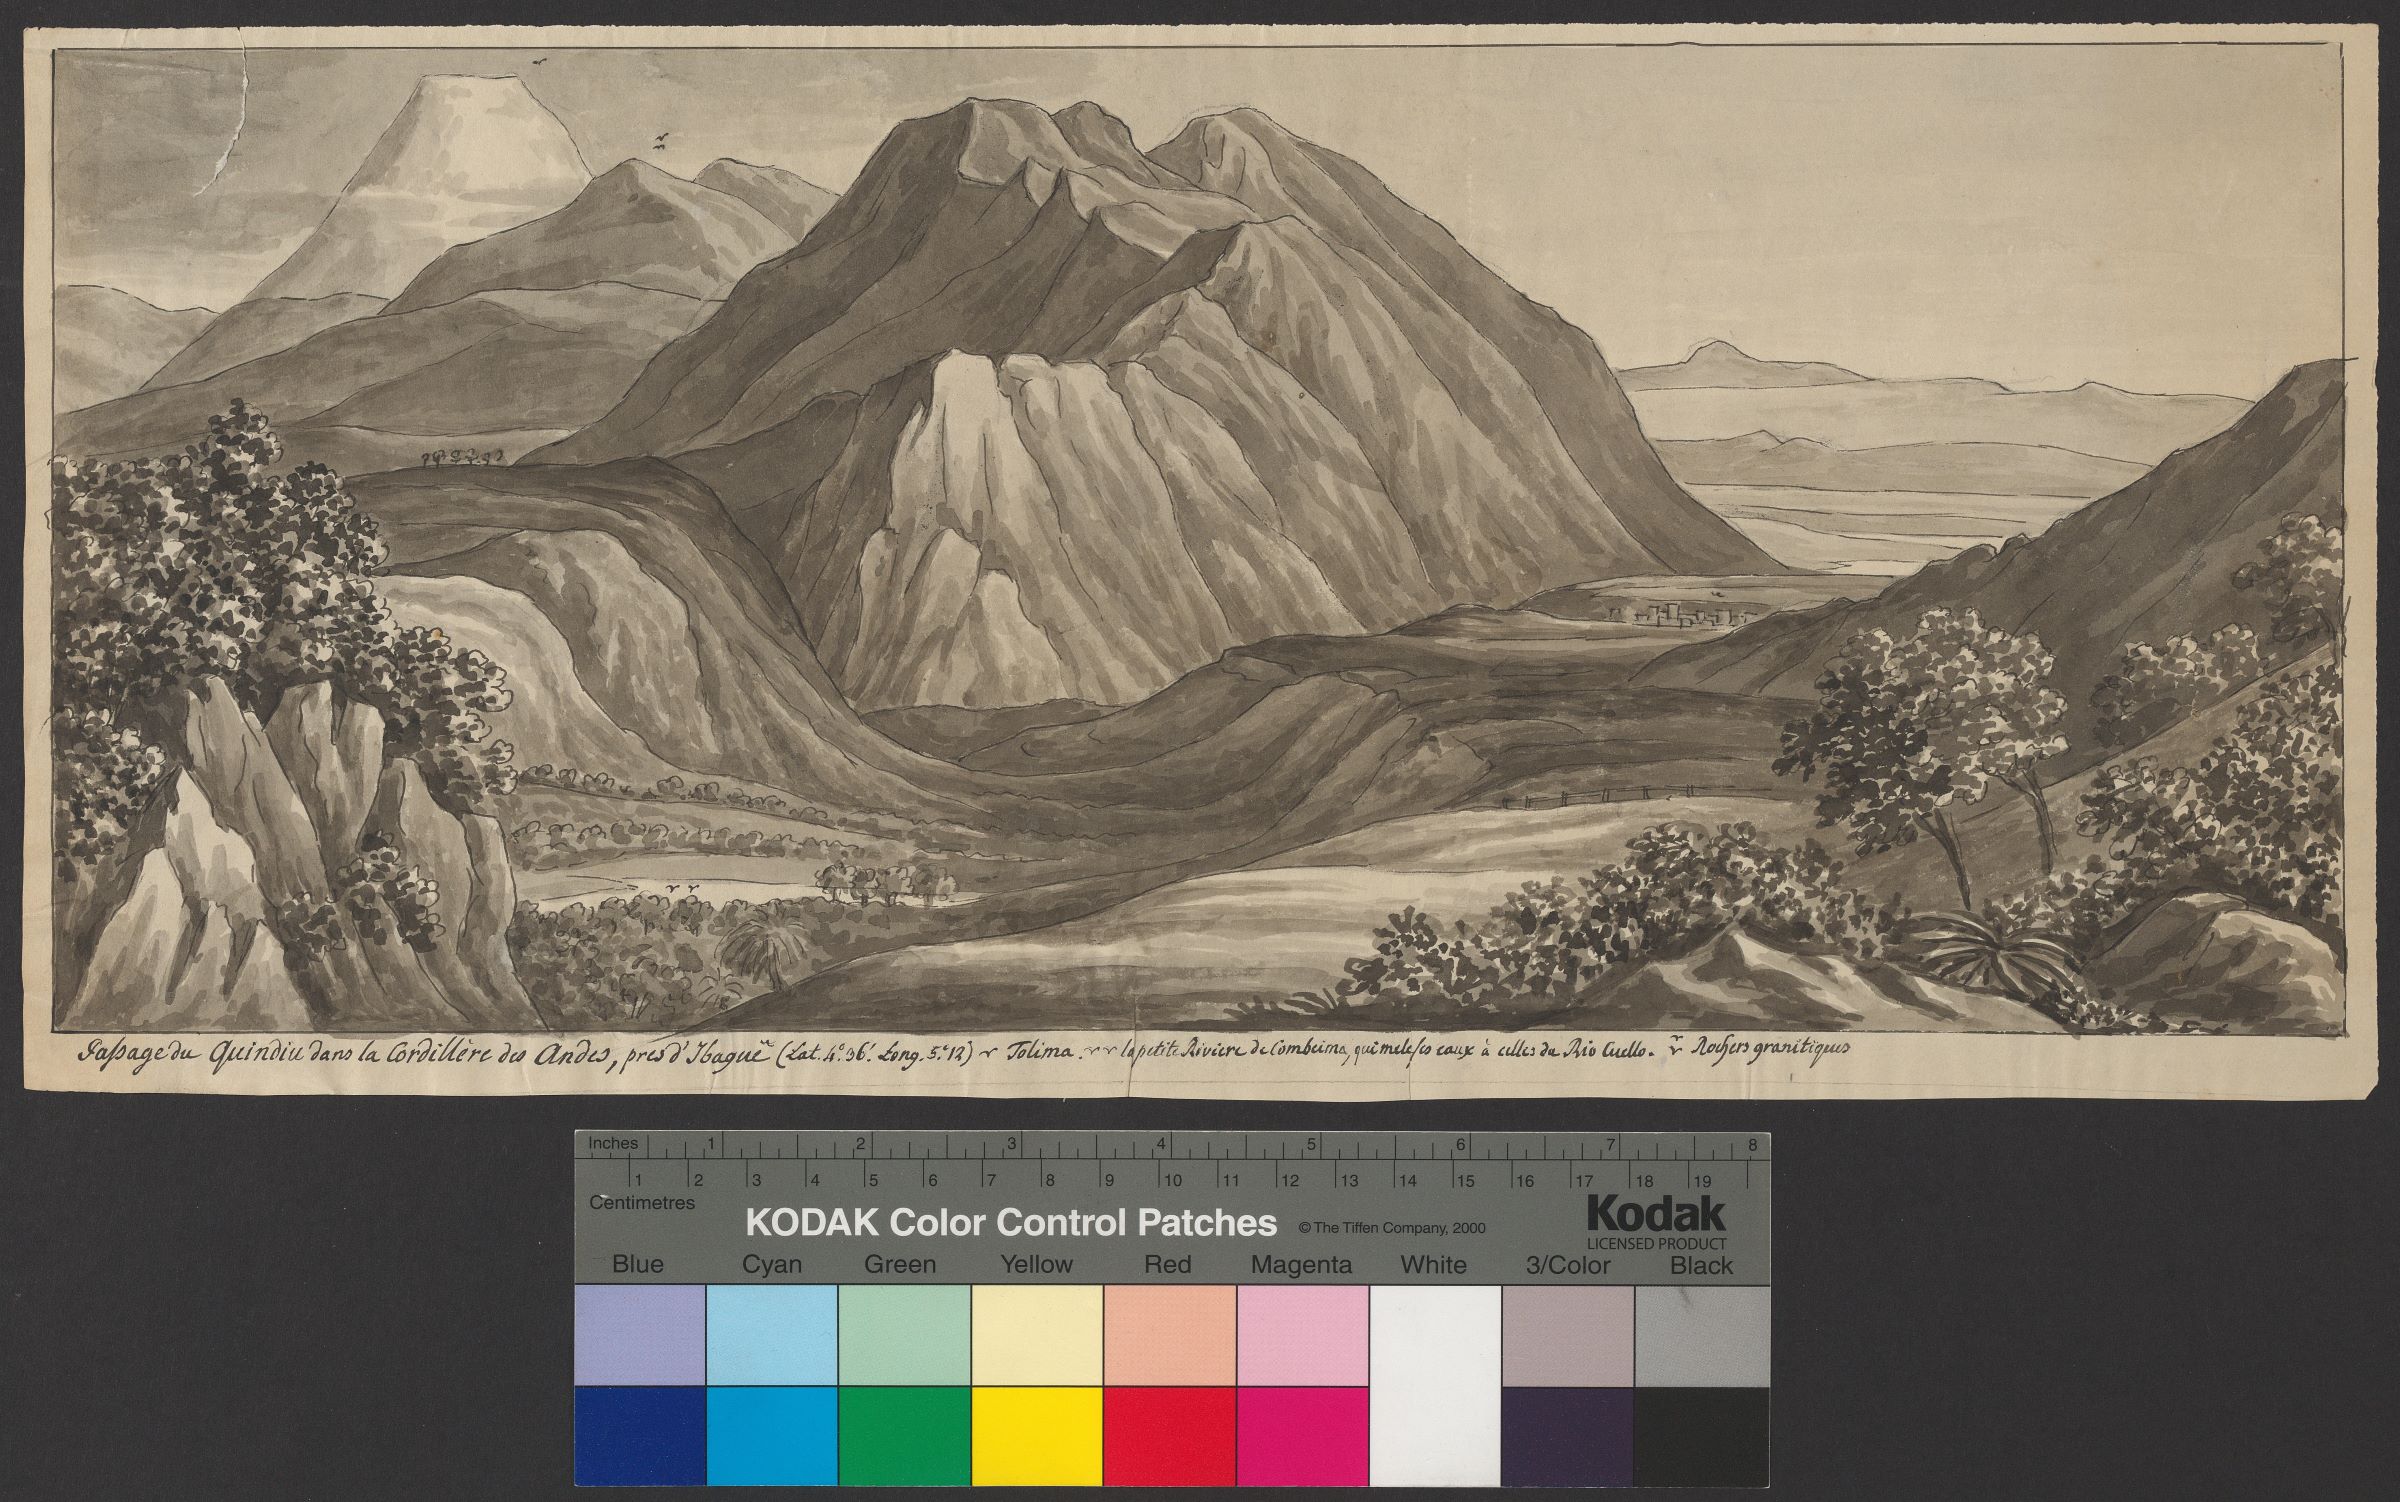 Paſsage du Quindiu dans la Cordillère des Andes, pres d'Ibaguë (Lat. 4.° 36'. Long. 5.° 12') Tolima. la petite Riviere de Combeima, qui mele ses eaux à celles du Rio Cuello. Rochers granitiques
Inches 1 2 3 4 5 6 7 8
1 2 3 4 5 6 7 8 9 10 11 12 13 14 15 16 17 18 19
Centimetres
KODAK Color Control Patches © The Tiffen Company, 2000
Kodak
LICENSED PRODUCT
Blue Cyan Green Yellow Red Magenta White 3/Color Black